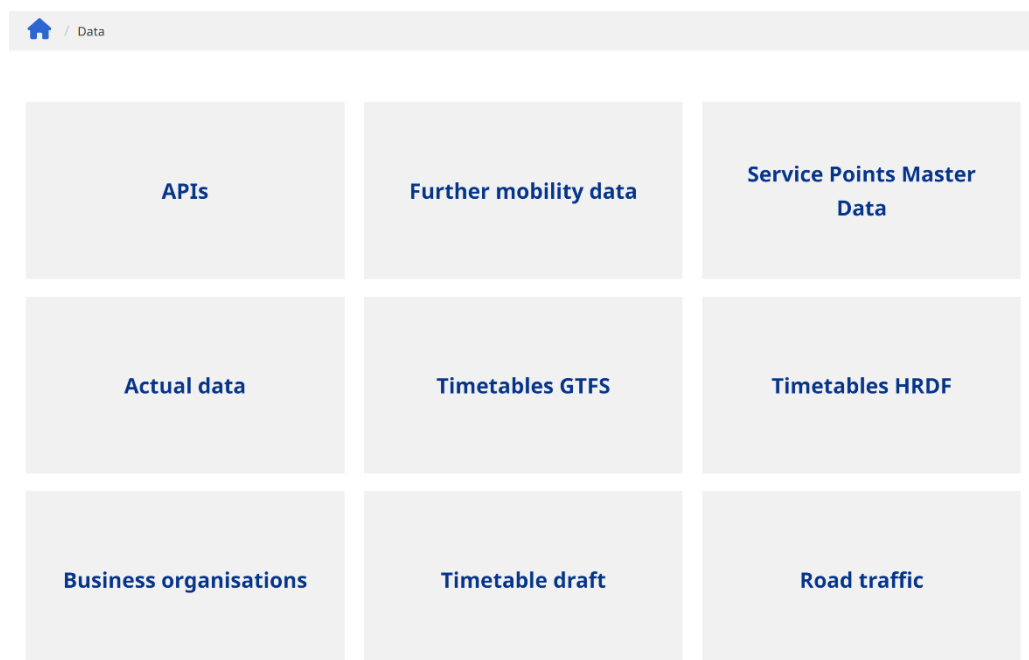 / Data
APIs
Further mobility data
Service Points Master
Data
Actual data
Timetables GTFS
Timetables HRDF
Business organisations
Timetable draft
Road traffic